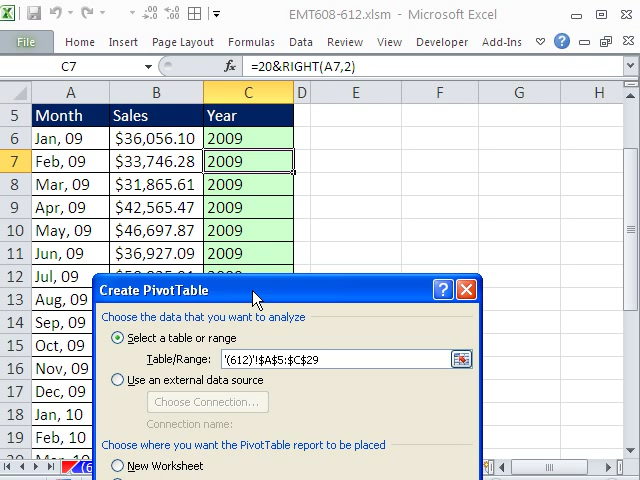 EMT608-612.xlsm - Microsoft Excel
File Home Insert Page Layout Formulas Data Review View Developer Add-Ins
C7 fx =20&RIGHT(A7,2)
A B C D E F G H
5 Month Sales Year
6 Jan, 09 $36,056.10 2009
7 Feb, 09 $33,746.28 2009
8 Mar, 09 $31,865.61 2009
9 Apr, 09 $42,565.47 2009
10 May, 09 $46,697.87 2009
11 Jun, 09 $36,927.09 2009
12 Jul, 09
13 Aug, 09
14 Sep, 09
15 Oct, 09
16 Nov, 09
17 Dec, 09
18 Jan, 10
19 Feb, 10
20
Create PivotTable
Choose the data that you want to analyze
Select a table or range
Table/Range: '(612)'!$A$5:$C$29
Use an external data source
Choose Connection...
Connection name:
Choose where you want the PivotTable report to be placed
New Worksheet